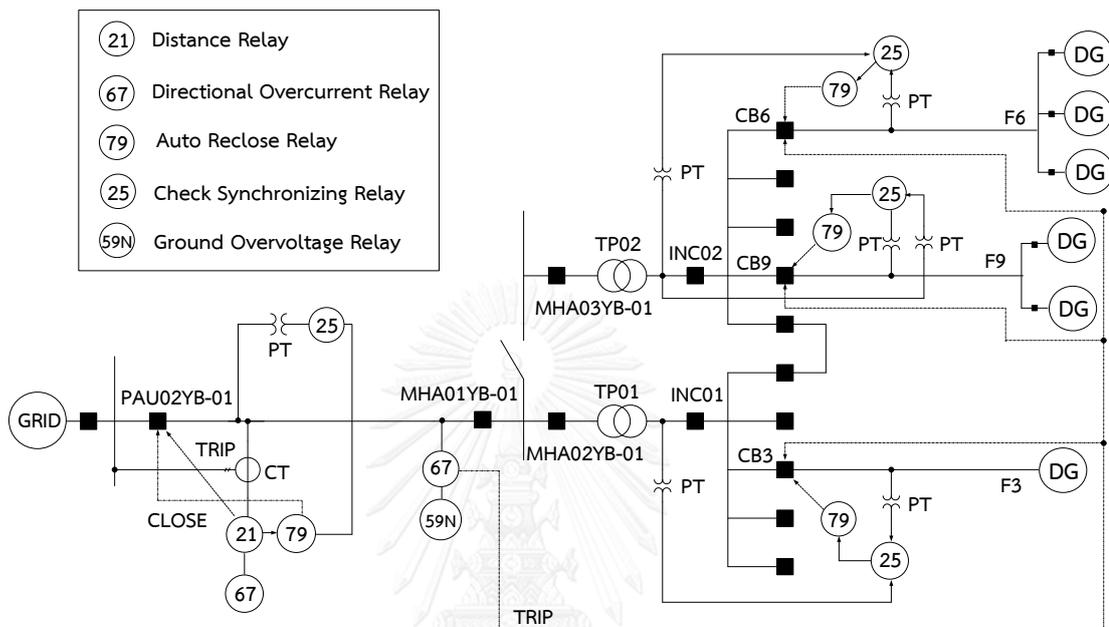 21 Distance Relay
67 Directional Overcurrent Relay
79 Auto Reclose Relay
25 Check Synchronizing Relay
59N Ground Overvoltage Relay
25
79
PT
CB6
F6
DG
DG
DG
PT
25
79
PT
PT
TP02
INC02
CB9
F9
DG
DG
MHA03YB-01
25
PT
GRID
PAU02YB-01
MHA01YB-01
TP01
INC01
MHA02YB-01
TRIP
CT
67
CB3
PT
PT
F3
DG
CLOSE
21
79
59N
79
25
67
TRIP